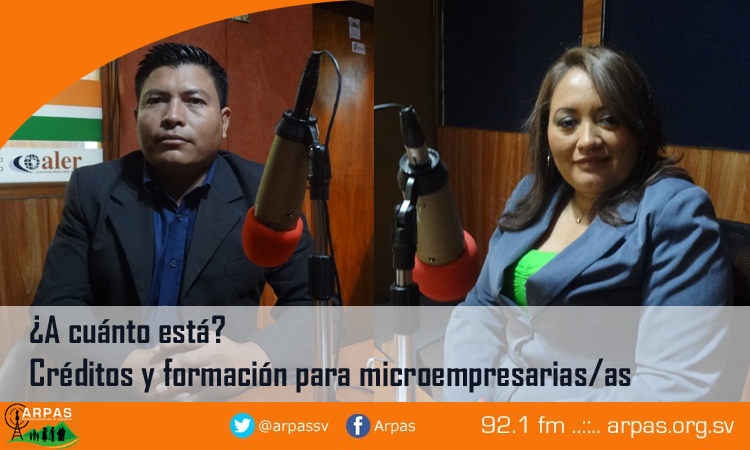 aler
¿A cuánto está?
Créditos y formación para microempresarias/as
ARPAS
@arpassv
Arpas
92.1 fm ..::.. arpas.org.sv